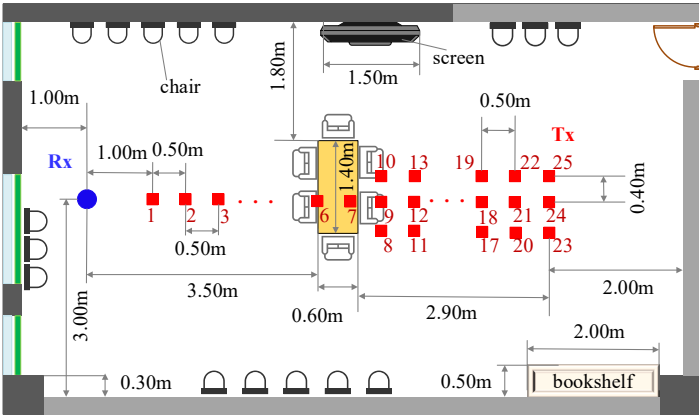 1.80m
screen
1.50m
chair
1.00m
0.50m
Tx
Rx
1.00m
0.50m
10
13
19
22
25
1.40m
0.40m
1
2
3
6
7
9
12
18
21
24
0.50m
8
11
17
20
23
3.50m
3.00m
0.60m
2.90m
2.00m
2.00m
0.30m
0.50m
bookshelf